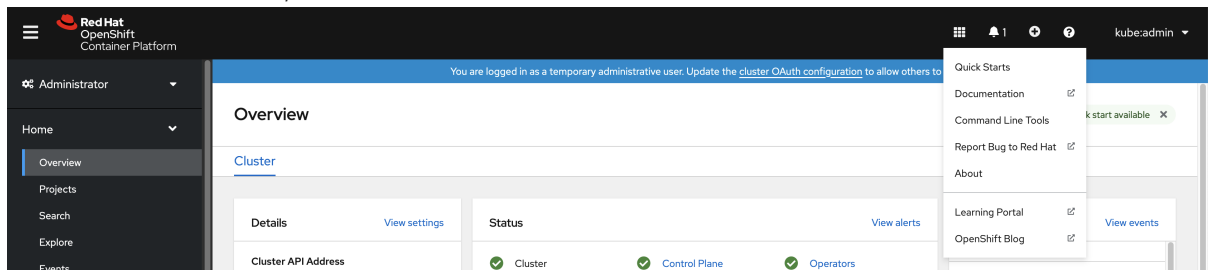 Red Hat
OpenShift
Container Platform
1
kube:admin
Administrator
You are logged in as a temporary administrative user. Update the cluster OAuth configuration to allow others to
Home
Overview
Projects
Search
Explore
Events
Overview
k start available
Cluster
Details
View settings
Cluster API Address
Status
View alerts
Cluster
Control Plane
Operators
View events
Quick Starts
Documentation
Command Line Tools
Report Bug to Red Hat
About
Learning Portal
OpenShift Blog